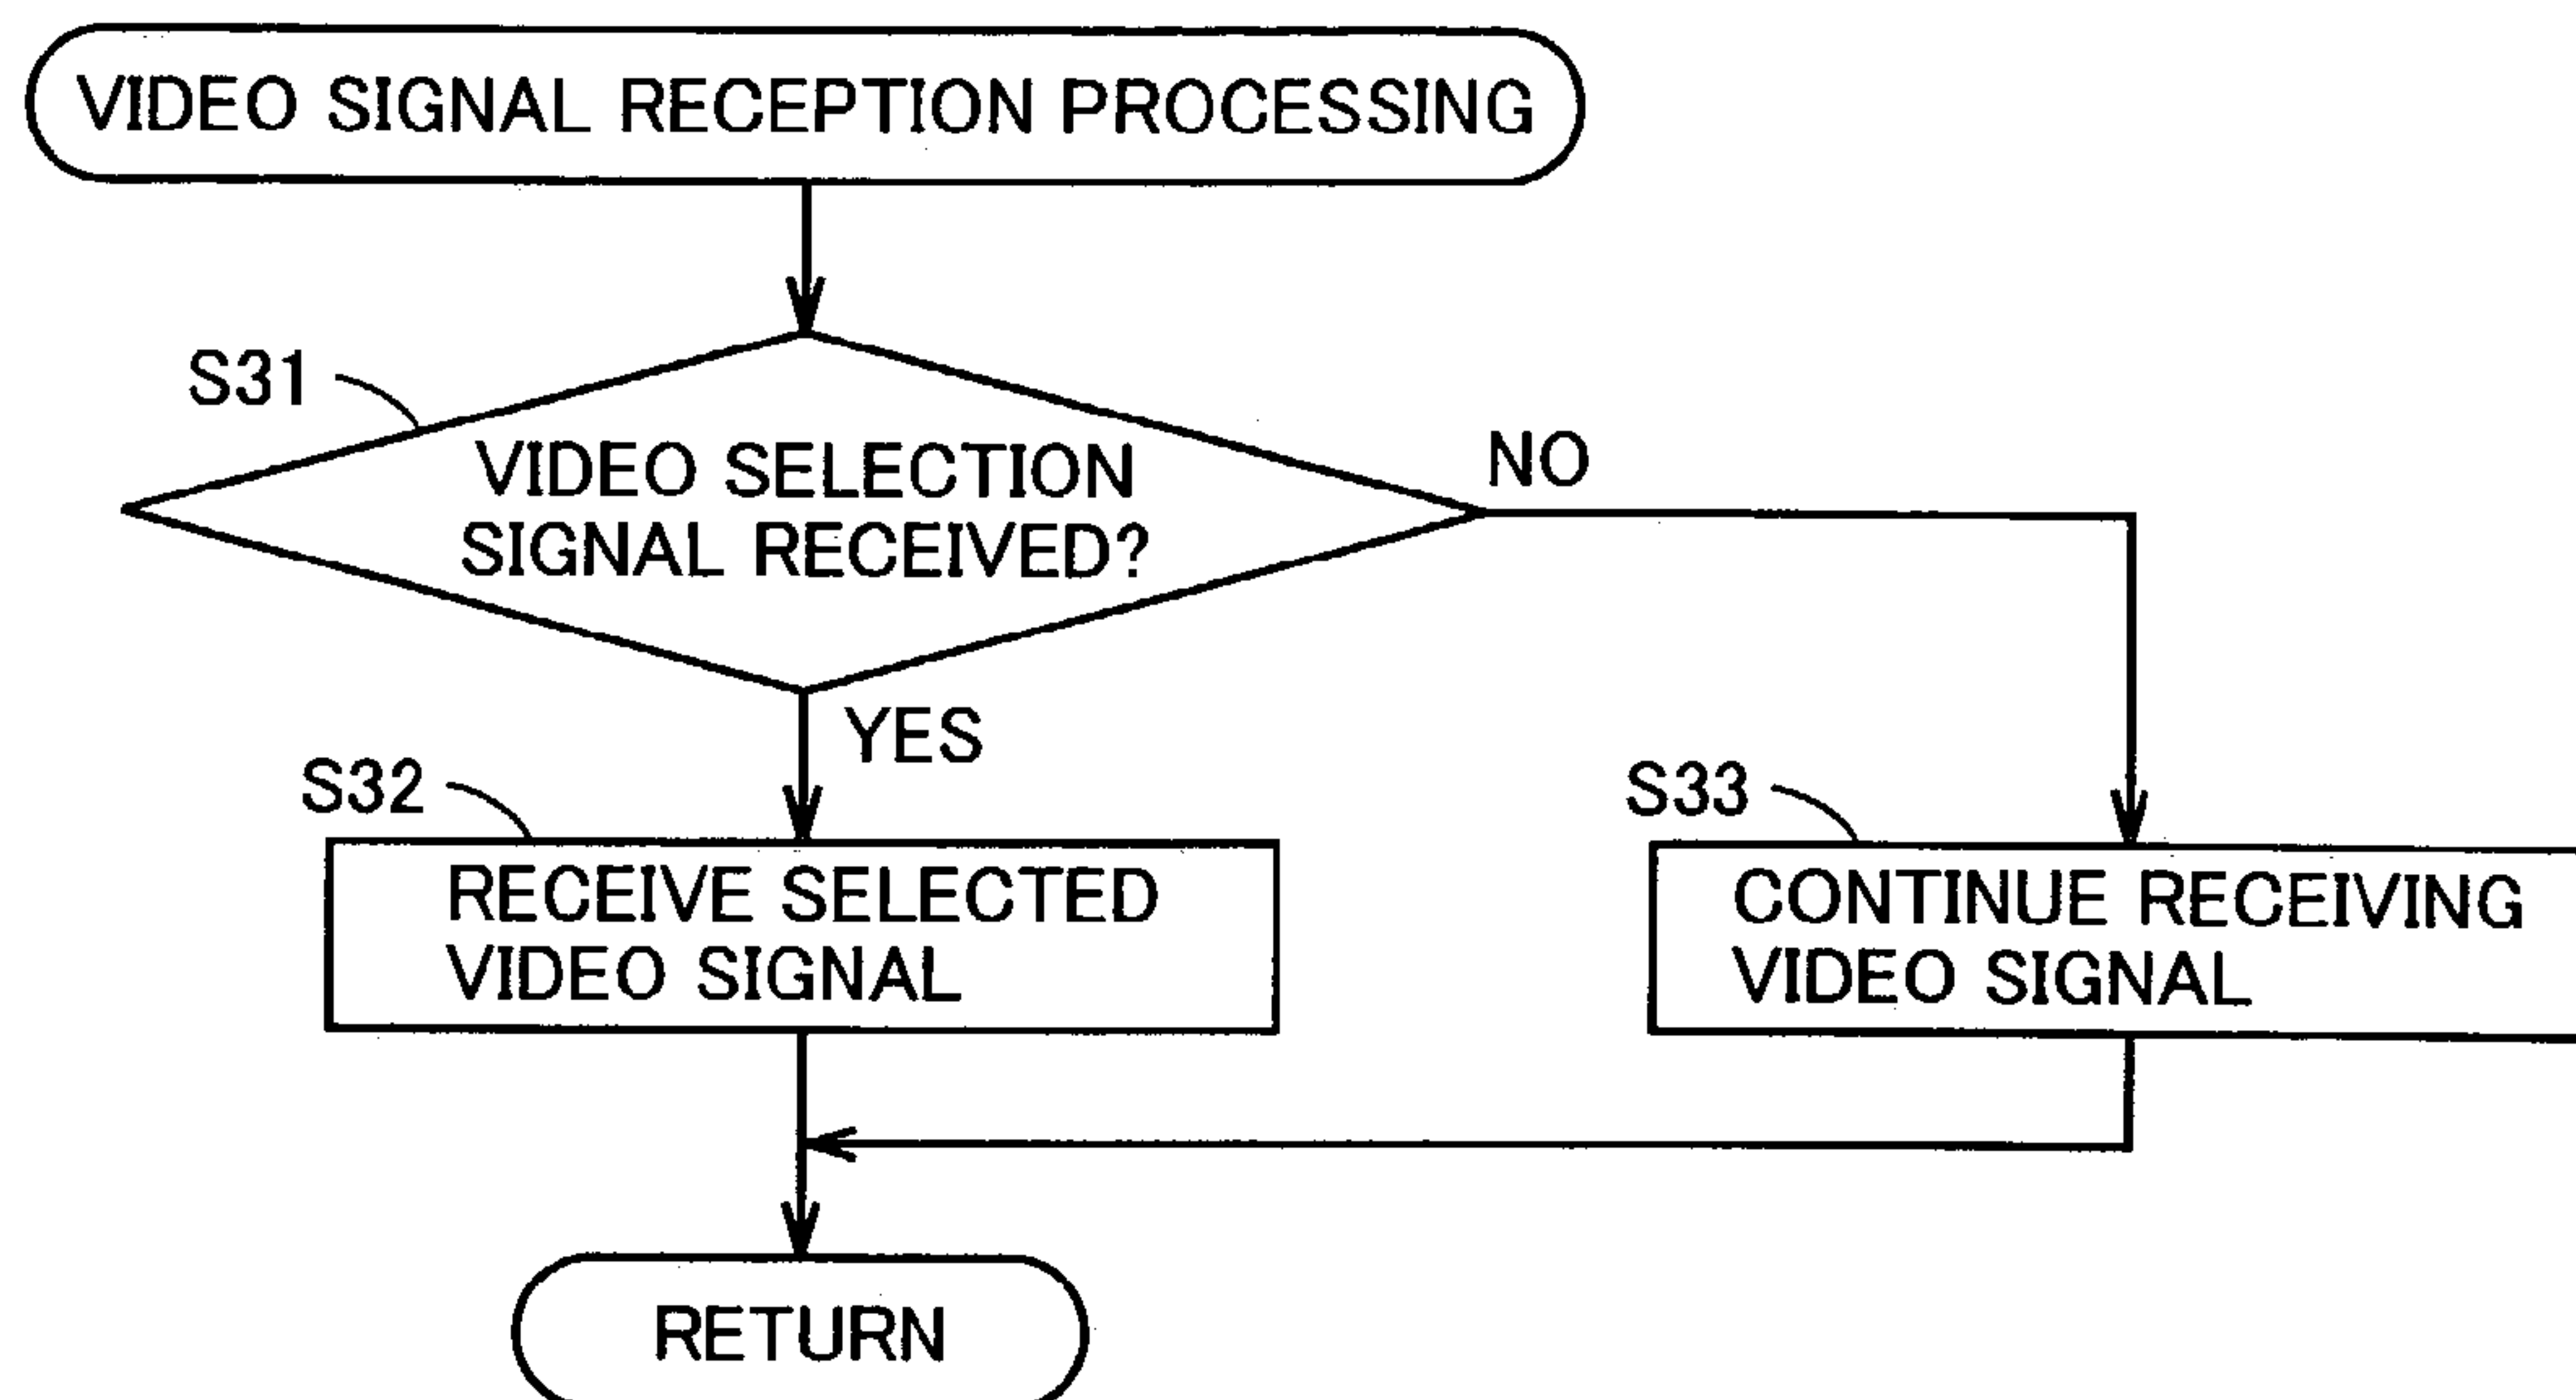 VIDEO SIGNAL RECEPTION PROCESSING
S31
VIDEO SELECTION
SIGNAL RECEIVED?
NO
YES
S32
RECEIVE SELECTED
VIDEO SIGNAL
S33
CONTINUE RECEIVING
VIDEO SIGNAL
RETURN